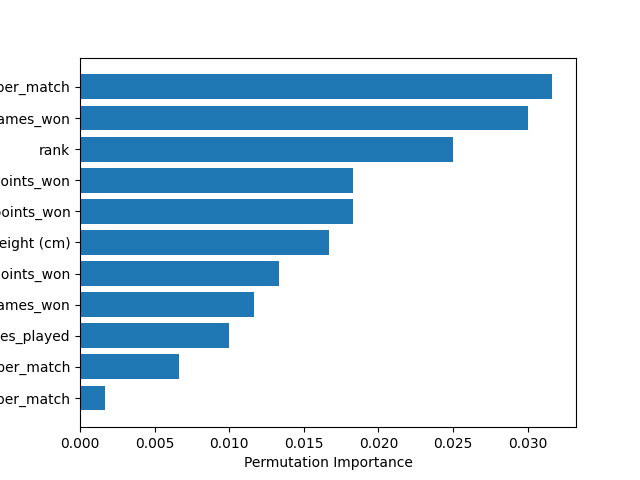 per_match
ames_won
rank
oints_won
points_won
eight (cm)
oints_won
ames_won
es_played
per_match
per_match
0.000 0.005 0.010 0.015 0.020 0.025 0.030
Permutation Importance